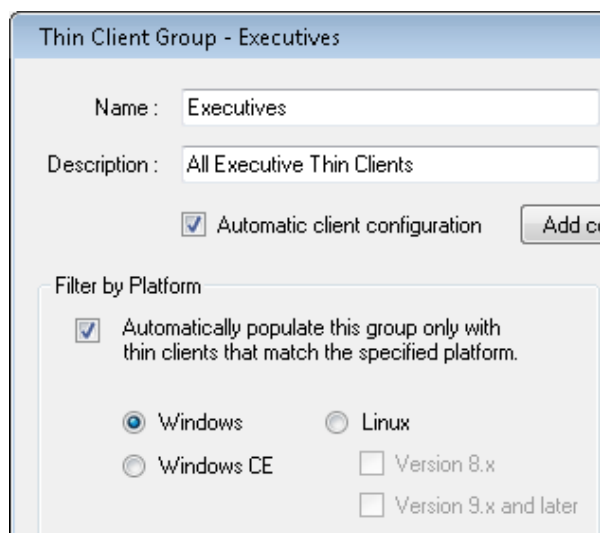 Thin Client Group - Executives
Name : Executives
Description : All Executive Thin Clients
Automatic client configuration Add co
Filter by Platform
Automatically populate this group only with
thin clients that match the specified platform.
Windows Linux
Windows CE Version 8.x
Version 9.x and later